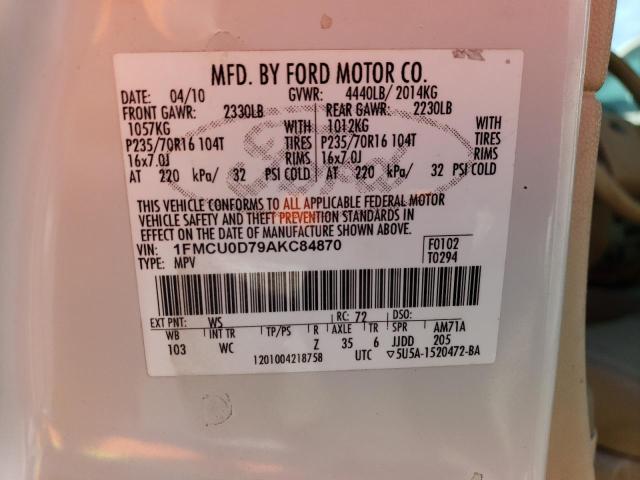 MFD. BY FORD MOTOR CO.
DATE: 04/10 GVWR: 4440LB/ 2014KG
FRONT GAWR: 2330LB REAR GAWR: 2230LB
1057KG WITH 1012KG WITH
P235/70R16 104T TIRES P235/70R16 104T TIRES
16x7.0J RIMS 16x7.0J RIMS
AT 220 kPa/ 32 PSI COLD AT 220 kPa/ 32 PSI COLD
Ford
THIS VEHICLE CONFORMS TO ALL APPLICABLE FEDERAL MOTOR
VEHICLE SAFETY AND THEFT PREVENTION STANDARDS IN
EFFECT ON THE DATE OF MANUFACTURE SHOWN ABOVE.
VIN: 1FMCU0D79AKC84870 F0102
TYPE: MPV T0294
EXT PNT: WS RC: 72 DSO:
WB INT TR TP/PS R AXLE TR SPR AM71A
103 WC Z 35 6 JJDD 205
1201004218758 UTC ▽5U5A-1520472-BA